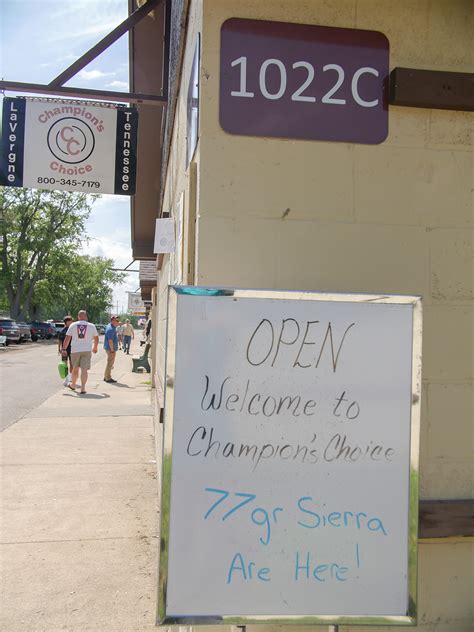 1022C
LaVergne
Champion's
CC
Choice
800-345-7179
Tennessee
OPEN
Welcome to
Champion's Choice
77gr Sierra
Are Here!